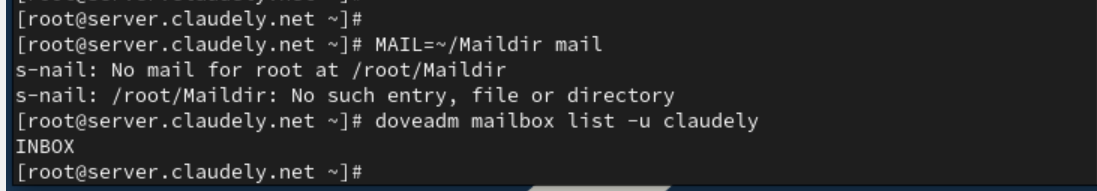 [root@server.claudely.net ~]#
[root@server.claudely.net ~]# MAIL=~/Maildir mail
s-nail: No mail for root at /root/Maildir
s-nail: /root/Maildir: No such entry, file or directory
[root@server.claudely.net ~]# doveadm mailbox list -u claudely
INBOX
[root@server.claudely.net ~]#